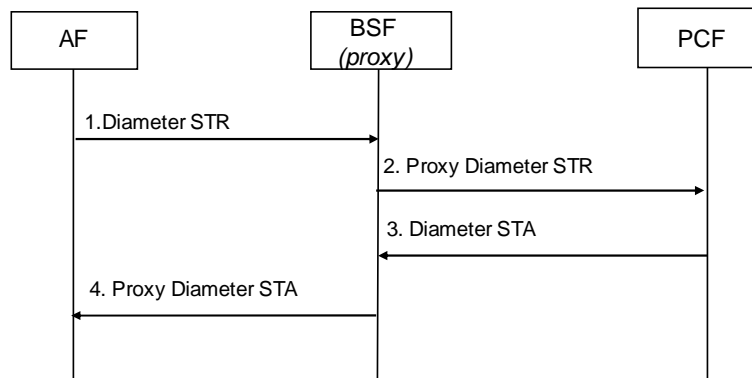 AF
BSF
(proxy)
PCF
1.Diameter STR
2. Proxy Diameter STR
3. Diameter STA
4. Proxy Diameter STA